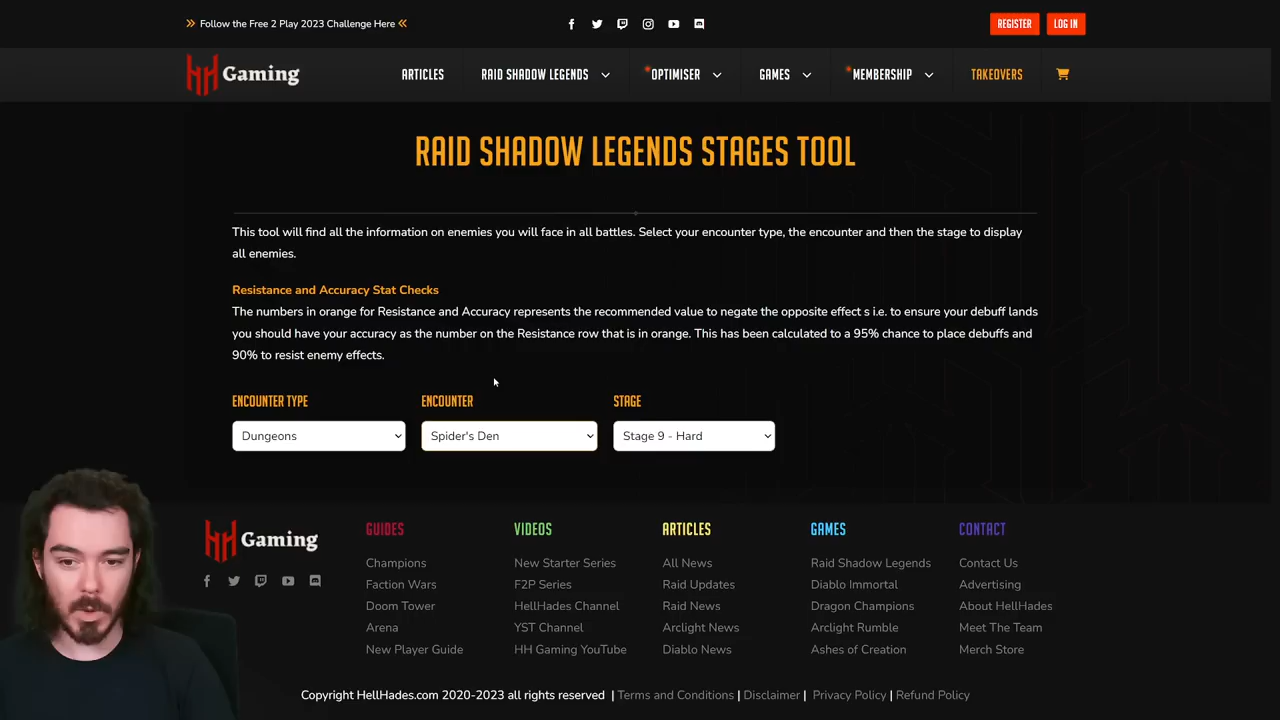 Follow the Free 2 Play 2023 Challenge Here
REGISTER
LOG IN
HH Gaming
ARTICLES
RAID SHADOW LEGENDS
OPTIMISER
GAMES
MEMBERSHIP
TAKEOVERS
RAID SHADOW LEGENDS STAGES TOOL
This tool will find all the information on enemies you will face in all battles. Select your encounter type, the encounter and then the stage to display
all enemies.
Resistance and Accuracy Stat Checks
The numbers in orange for Resistance and Accuracy represents the recommended value to negate the opposite effect s i.e. to ensure your debuff lands
you should have your accuracy as the number on the Resistance row that is in orange. This has been calculated to a 95% chance to place debuffs and
90% to resist enemy effects.
ENCOUNTER TYPE
ENCOUNTER
STAGE
Dungeons
Spider's Den
Stage 9 - Hard
HH Gaming
GUIDES
Champions
Faction Wars
Doom Tower
Arena
New Player Guide
VIDEOS
New Starter Series
F2P Series
HellHades Channel
YST Channel
HH Gaming YouTube
ARTICLES
All News
Raid Updates
Raid News
Arclight News
Diablo News
GAMES
Raid Shadow Legends
Diablo Immortal
Dragon Champions
Arclight Rumble
Ashes of Creation
CONTACT
Contact Us
Advertising
About HellHades
Meet The Team
Merch Store
Copyright HellHades.com 2020-2023 all rights reserved | Terms and Conditions | Disclaimer | Privacy Policy | Refund Policy